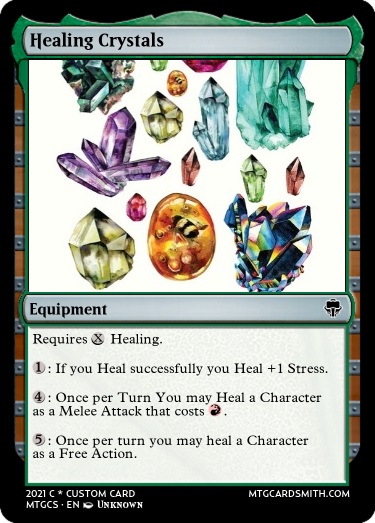 Healing Crystals
Equipment
Requires X Healing.
1: If you Heal successfully you Heal +1 Stress.
4: Once per Turn You may Heal a Character
as a Melee Attack that costs .
5: Once per turn you may heal a Character
as a Free Action.
2021 C * Custom Card
MTGCS • EN Unknown
MTGCARDSMITH.COM